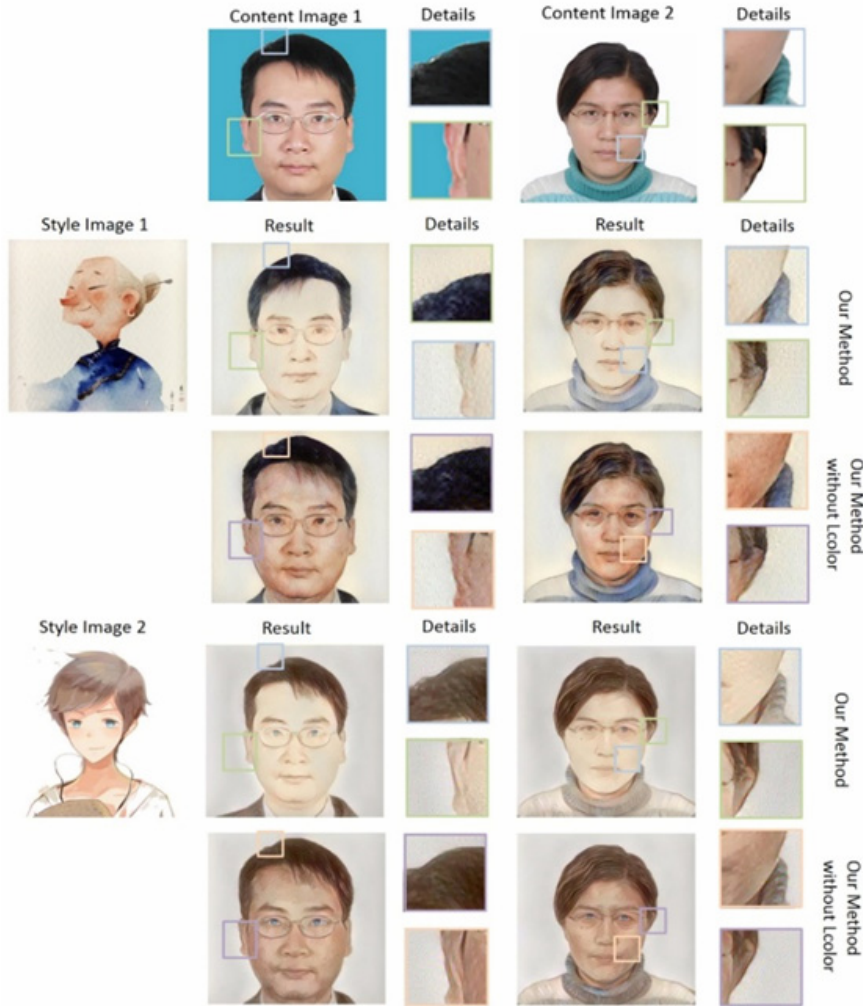 Content Image 1
Details
Content Image 2
Details
Style Image 1
Result
Details
Result
Details
Our Method
Our Method
without Lcolor
Style Image 2
Result
Details
Result
Details
Our Method
Our Method
without Lcolor